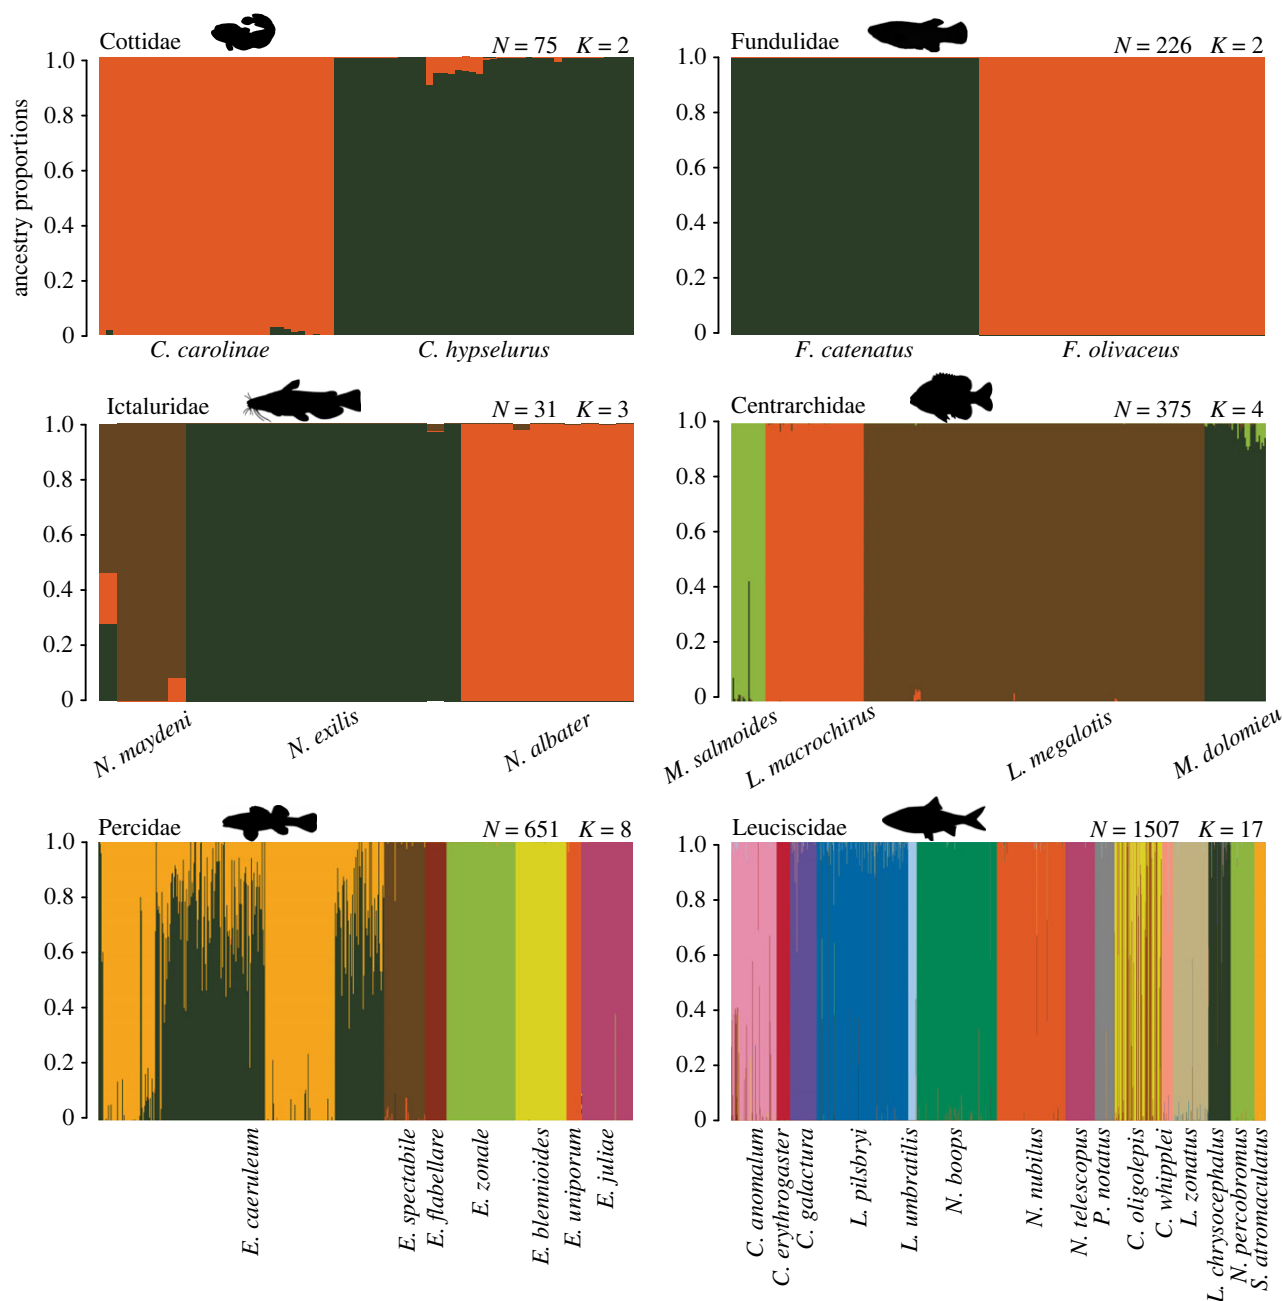 Cottidae N = 75 K = 2
1.0
0.8
0.6
0.4
0.2
0
ancestry proportions
C. carolinae C. hypselurus
Fundulidae N = 226 K = 2
1.0
0.8
0.6
0.4
0.2
0
F. catenatus F. olivaceus
Ictaluridae N = 31 K = 3
1.0
0.8
0.6
0.4
0.2
0
N. maydeni N. exilis N. albater
Centrarchidae N = 375 K = 4
1.0
0.8
0.6
0.4
0.2
0
M. salmoides L. macrochirus L. megalotis M. dolomieu
Percidae N = 651 K = 8
1.0
0.8
0.6
0.4
0.2
0
E. caeruleum
E. spectabile
E. flabellare
E. zonale
E. blennioides
E. uniporum
E. juliae
Leuciscidae N = 1507 K = 17
1.0
0.8
0.6
0.4
0.2
0
C. anomalum
C. erythrogaster
C. galactura
L. pilsbryi
L. umbratilis
N. boops
N. nubilus
N. telescopus
P. notatus
C. oligolepis
C. whipplei
L. zonatus
L. chrysocephalus
N. percobromus
S. atromaculatus